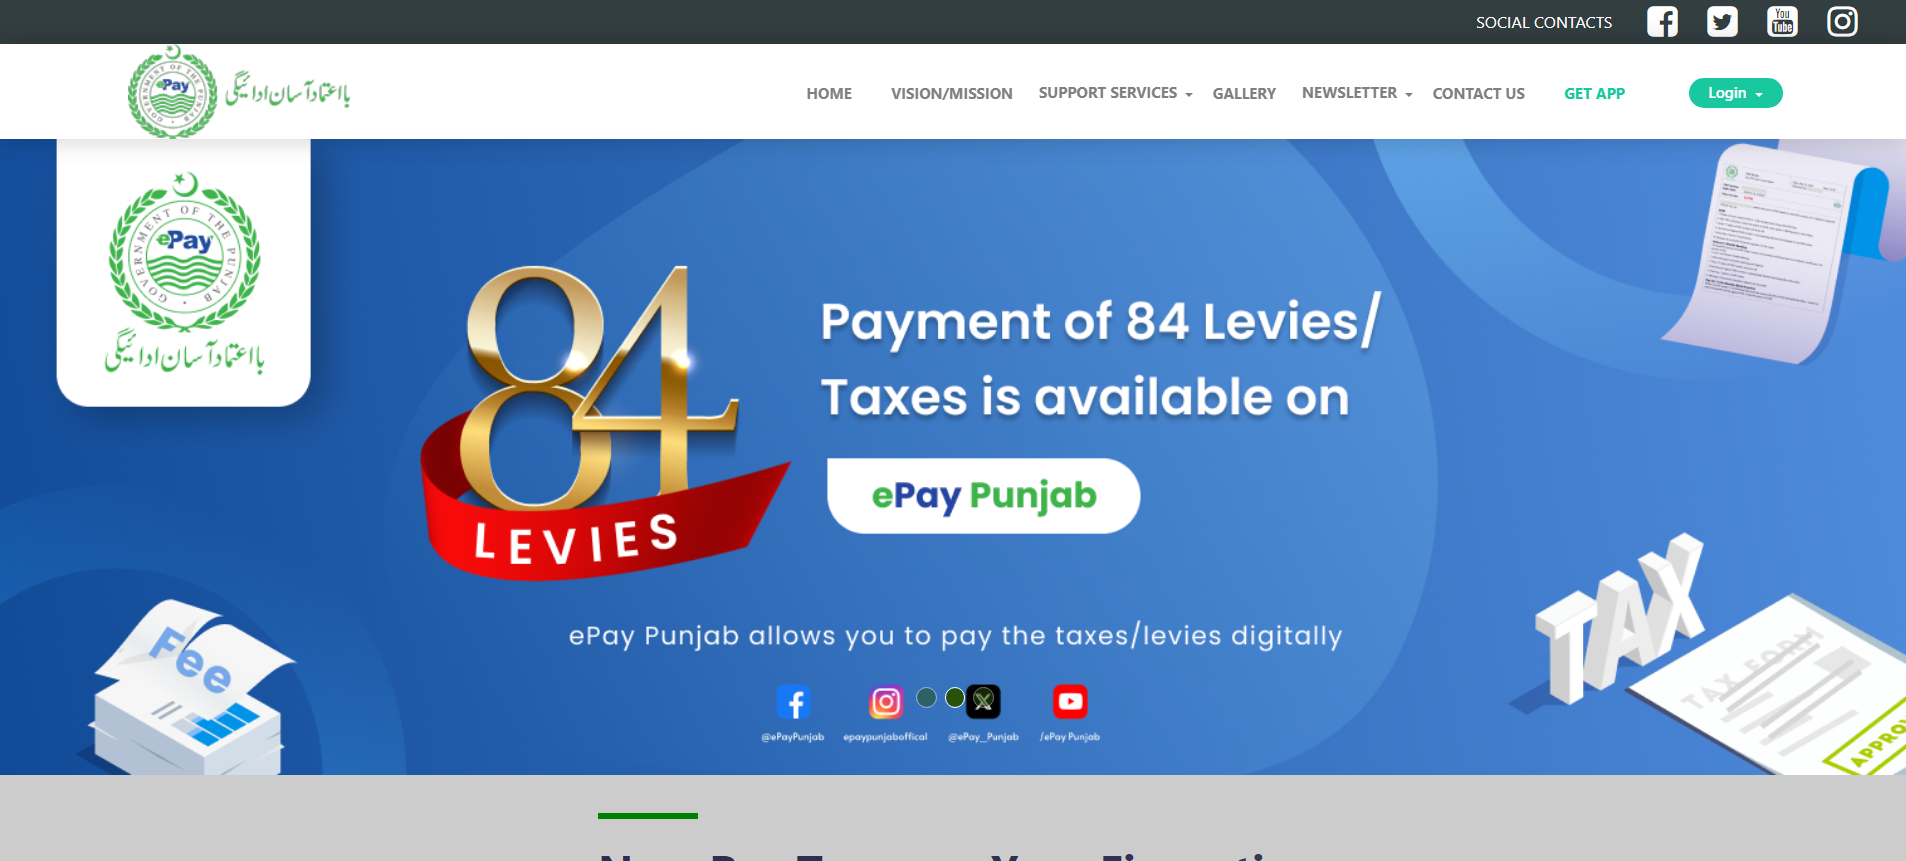 SOCIAL CONTACTS
You
Tube
GOVERNMENT OF THE PUNJAB
ePay
بااعتماد آسان ادائیگی
HOME
VISION/MISSION
SUPPORT SERVICES
GALLERY
NEWSLETTER
CONTACT US
GET APP
Login
GOVERNMENT OF THE PUNJAB
ePay
بااعتماد آسان ادائیگی
84
LEVIES
Payment of 84 Levies/
Taxes is available on
ePay Punjab
ePay Punjab allows you to pay the taxes/levies digitally
@ePayPunjab
epaypunjaboffical
@ePay_Punjab
/ePay Punjab
Fee
TAX
TAX FORM